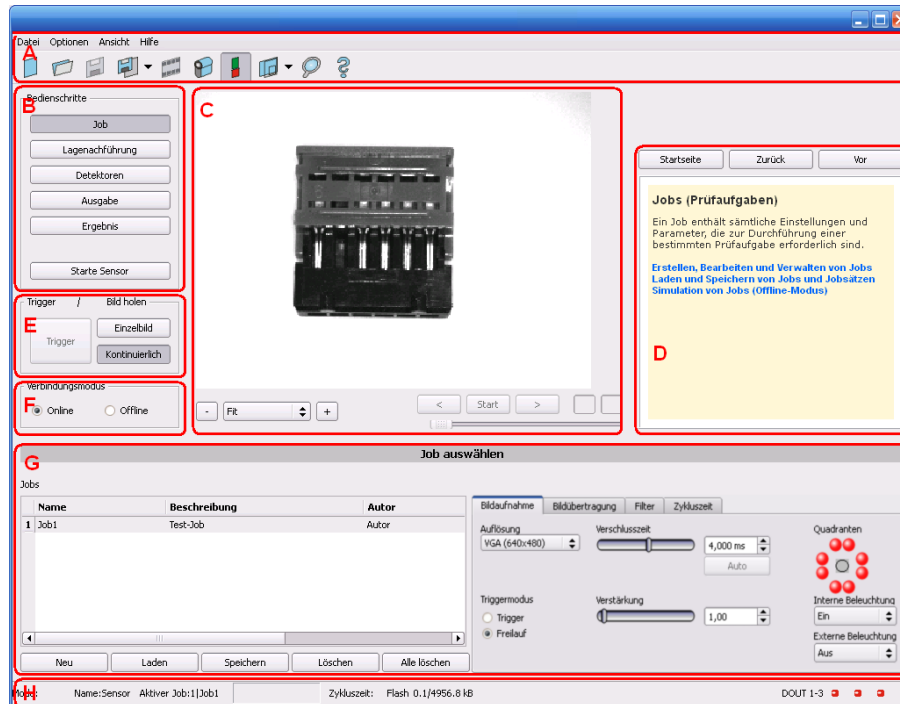 Datei Optionen Ansicht Hilfe
A
Bedienschritte
B
Job
Lagenachführung
Detektoren
Ausgabe
Ergebnis
Starte Sensor
C
Startseite Zurück Vor
Jobs (Prüfaufgaben)
Ein Job enthält sämtliche Einstellungen und
Parameter, die zur Durchführung einer
bestimmten Prüfaufgabe erforderlich sind.
Erstellen, Bearbeiten und Verwalten von Jobs
Laden und Speichern von Jobs und Jobsätzen
Simulation von Jobs (Offline-Modus)
D
Trigger / Bild holen
E
Trigger
Einzelbild
Kontinuierlich
Verbindungsmodus
F
Online Offline
- Fit + < Start >
Job auswählen
G
Jobs
Name Beschreibung Autor
1 Job1 Test-Job Autor
Neu Laden Speichern Löschen Alle löschen
Bildaufnahme Bildübertragung Filter Zykluszeit
Auflösung Verschlusszeit Quadranten
VGA (640x480) 4,000 ms
Auto
Triggermodus Verstärkung Interne Beleuchtung
Trigger 1,00 Ein
Freilauf
Externe Beleuchtung
Aus
H
Name:Sensor Aktiver Job:1|Job1 Zykluszeit: Flash 0.1/4956.8 kB DOUT 1-3